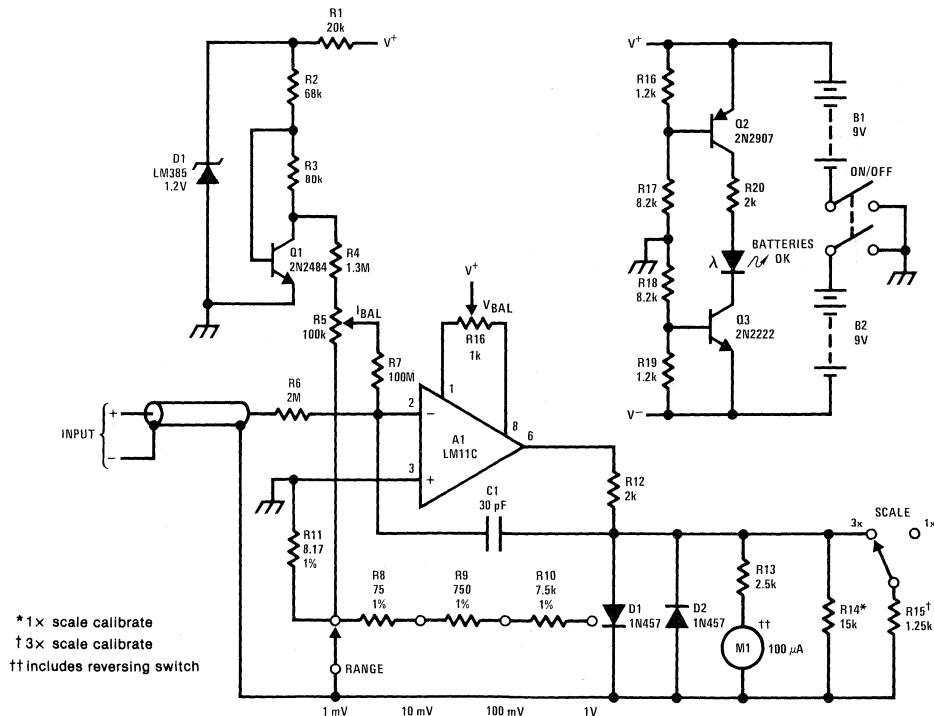 R1
20k
V+
R2
68k
D1
LM385
1.2V
R3
80k
Q1
2N2484
R4
1.3M
R5
100k
IBAL
R7
100M
V+
VBAL
R16
1k
R6
2M
INPUT
+
−
2
−
1
3
+
A1
LM11C
8
6
C1
30 pF
R12
2k
R11
8.17
1%
R8
75
1%
R9
750
1%
R10
7.5k
1%
RANGE
1 mV
10 mV
100 mV
1V
D1
1N457
D2
1N457
R13
2.5k
††
M1
100 μA
R14*
15k
SCALE
3x
1x
R15†
1.25k
V+
R16
1.2k
Q2
2N2907
R17
8.2k
R20
2k
λ
BATTERIES
OK
R18
8.2k
Q3
2N2222
R19
1.2k
V−
B1
9V
ON/OFF
B2
9V
*1× scale calibrate
†3× scale calibrate
††includes reversing switch